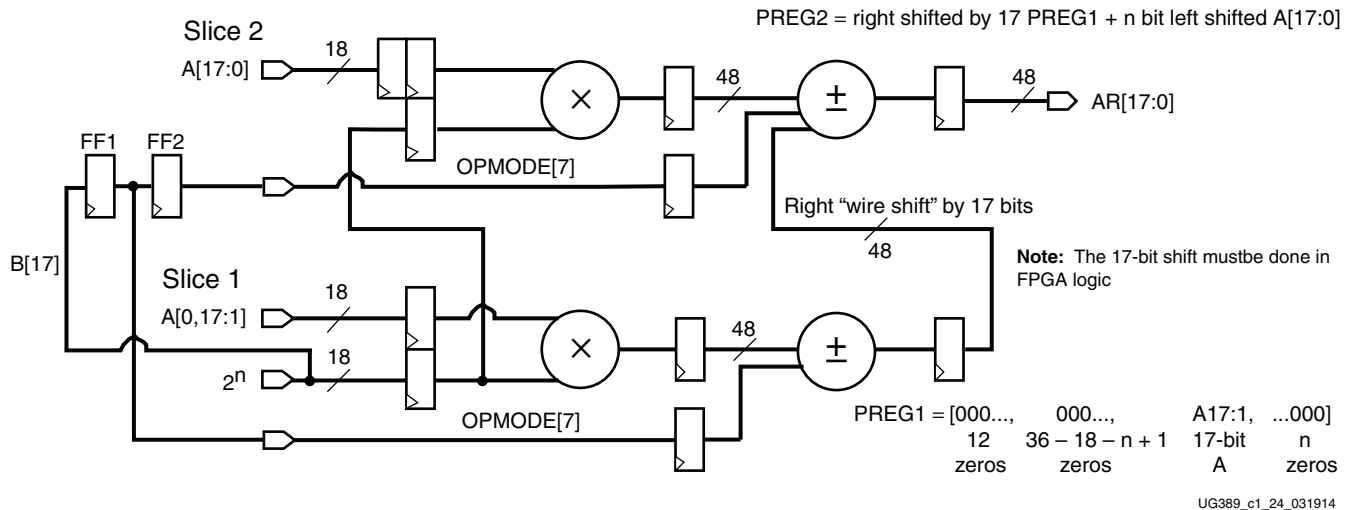 PREG2 = right shifted by 17 PREG1 + n bit left shifted A[17:0]
Slice 2
A[17:0]
18
×
48
±
48
AR[17:0]
FF1
FF2
OPMODE[7]
Right “wire shift” by 17 bits
48
B[17]
Note: The 17-bit shift mustbe done in
FPGA logic
Slice 1
A[0,17:1]
18
×
48
±
2n
18
OPMODE[7]
PREG1 = [000..., 000..., A17:1, ...000]
12 36 – 18 – n + 1 17-bit n
zeros zeros A zeros
UG389_c1_24_031914